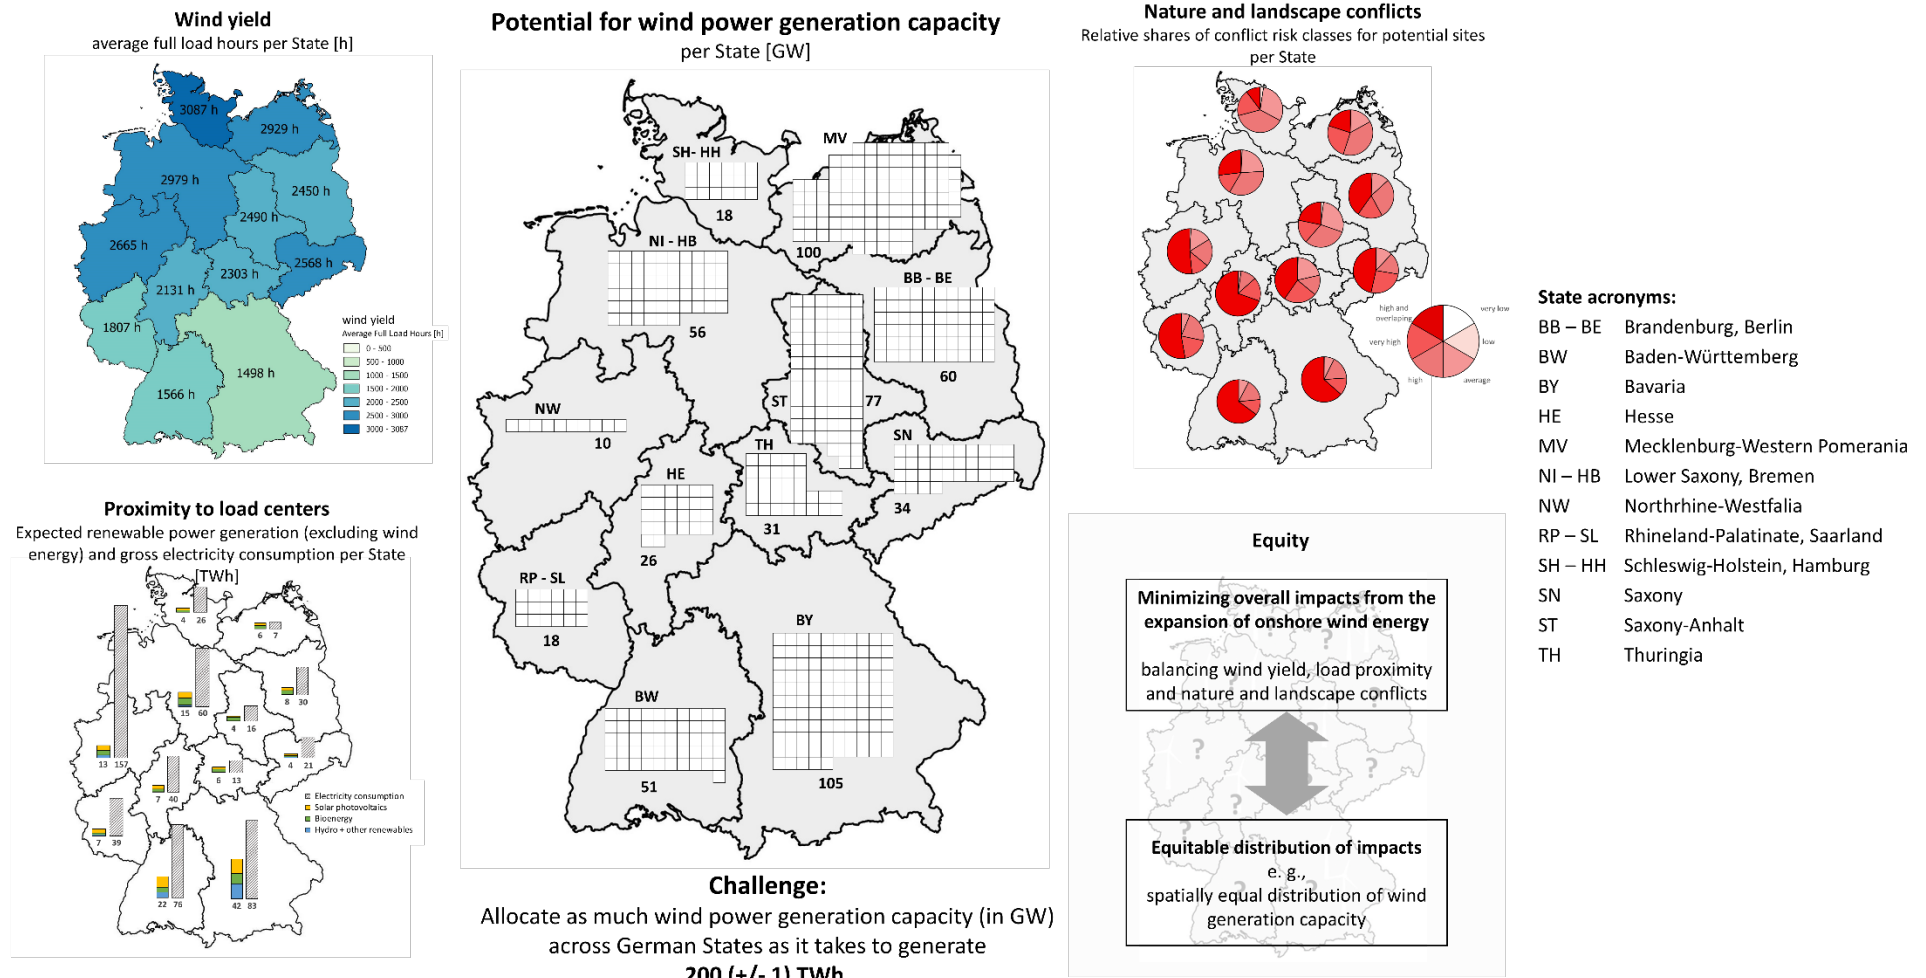 Wind yield
average full load hours per State [h]
3087 h
2929 h
2979 h
2450 h
2490 h
2665 h
2568 h
2303 h
2131 h
1807 h
1498 h
1566 h
wind yield
Average Full Load Hours [h]
0 - 500
500 - 1000
1000 - 1500
1500 - 2000
2000 - 2500
2500 - 3000
3000 - 3087
Proximity to load centers
Expected renewable power generation (excluding wind
energy) and gross electricity consumption per State
[TWh]
4 26
6 7
15 60
8 30
4 16
13 157
4 21
6 13
7 40
7 39
22 76
42 83
Electricity consumption
Solar photovoltaics
Bioenergy
Hydro + other renewables
Potential for wind power generation capacity
per State [GW]
MV
SH- HH
18
100
NI - HB
56
BB - BE
60
ST
77
NW
10
SN
34
TH
31
HE
26
RP - SL
18
BY
105
BW
51
Challenge:
Allocate as much wind power generation capacity (in GW)
across German States as it takes to generate
200 (+/- 1) TWh
Nature and landscape conflicts
Relative shares of conflict risk classes for potential sites
per State
high and
overlaping
very low
very high
low
high
average
Equity
Minimizing overall impacts from the
expansion of onshore wind energy
balancing wind yield, load proximity
and nature and landscape conflicts
?
?
?
?
?
?
?
?
Equitable distribution of impacts
e. g.,
spatially equal distribution of wind
generation capacity
State acronyms:
BB – BE Brandenburg, Berlin
BW Baden-Württemberg
BY Bavaria
HE Hesse
MV Mecklenburg-Western Pomerania
NI – HB Lower Saxony, Bremen
NW Northrhine-Westfalia
RP – SL Rhineland-Palatinate, Saarland
SH – HH Schleswig-Holstein, Hamburg
SN Saxony
ST Saxony-Anhalt
TH Thuringia